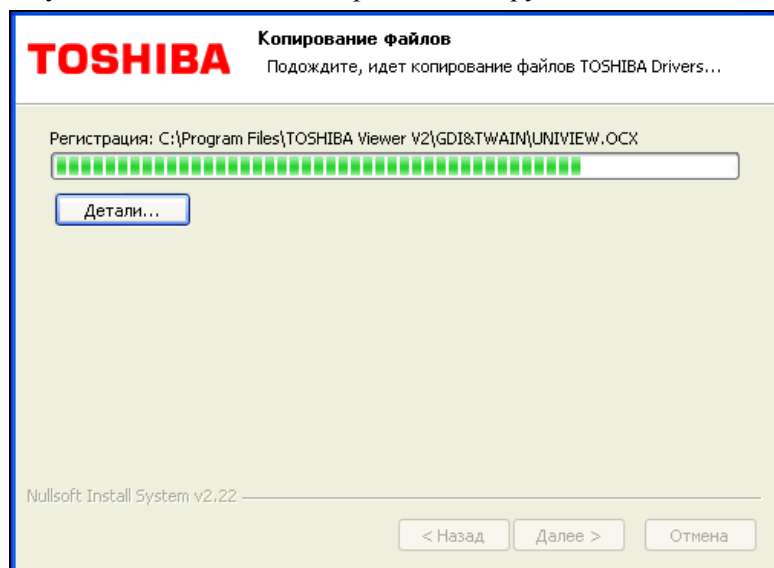 TOSHIBA
Копирование файлов
Подождите, идет копирование файлов TOSHIBA Drivers...
Регистрация: C:\Program Files\TOSHIBA Viewer V2\GDI&TWAIN\UNIVIEW.OCX
Детали...
Nullsoft Install System v2.22
< Назад
Далее >
Отмена